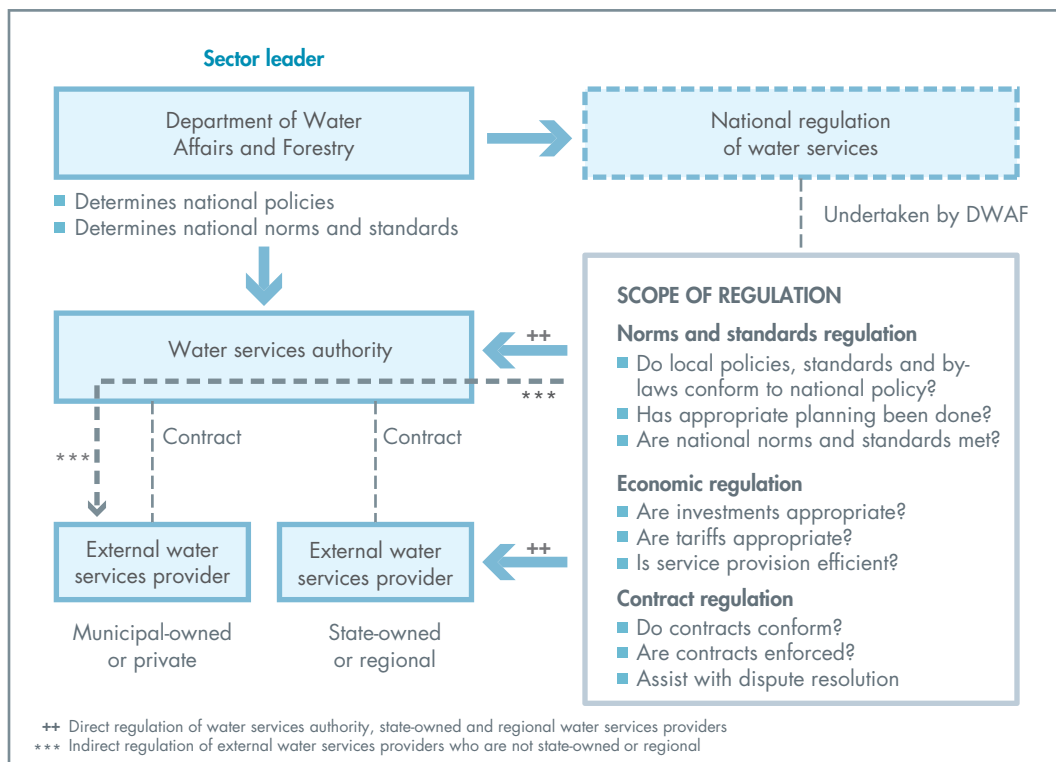 Sector leader
Department of Water
Affairs and Forestry
National regulation
of water services
■ Determines national policies
■ Determines national norms and standards
Undertaken by DWAF
Water services authority
++
***
Contract
Contract
***
External water
services provider
External water
services provider
++
Municipal-owned
or private
State-owned
or regional
SCOPE OF REGULATION
Norms and standards regulation
■ Do local policies, standards and by-
laws conform to national policy?
■ Has appropriate planning been done?
■ Are national norms and standards met?
Economic regulation
■ Are investments appropriate?
■ Are tariffs appropriate?
■ Is service provision efficient?
Contract regulation
■ Do contracts conform?
■ Are contracts enforced?
■ Assist with dispute resolution
++ Direct regulation of water services authority, state-owned and regional water services providers
*** Indirect regulation of external water services providers who are not state-owned or regional